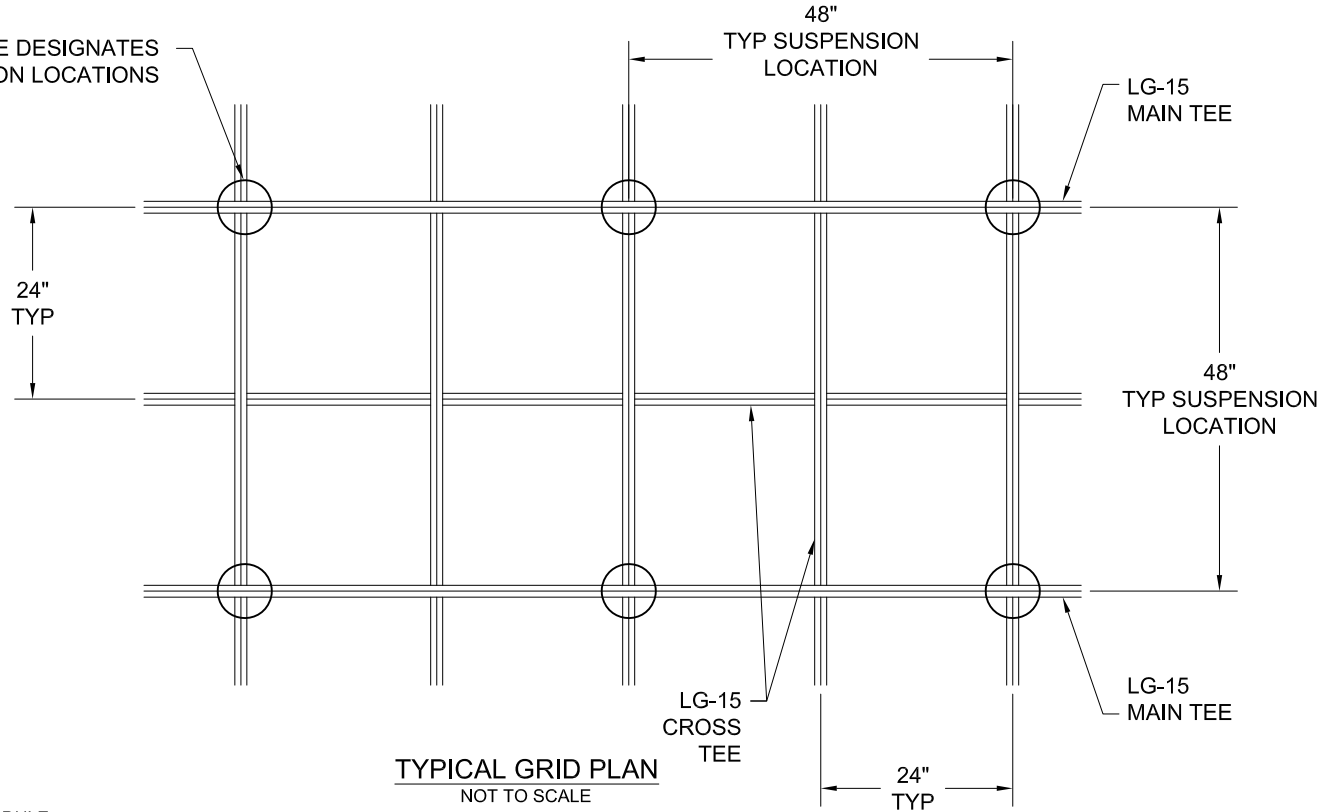 48"
TYP SUSPENSION
LOCATION
E DESIGNATES
ON LOCATIONS
LG-15
MAIN TEE
24"
TYP
48"
TYP SUSPENSION
LOCATION
LG-15
CROSS
TEE
LG-15
MAIN TEE
TYPICAL GRID PLAN
NOT TO SCALE
24"
TYP